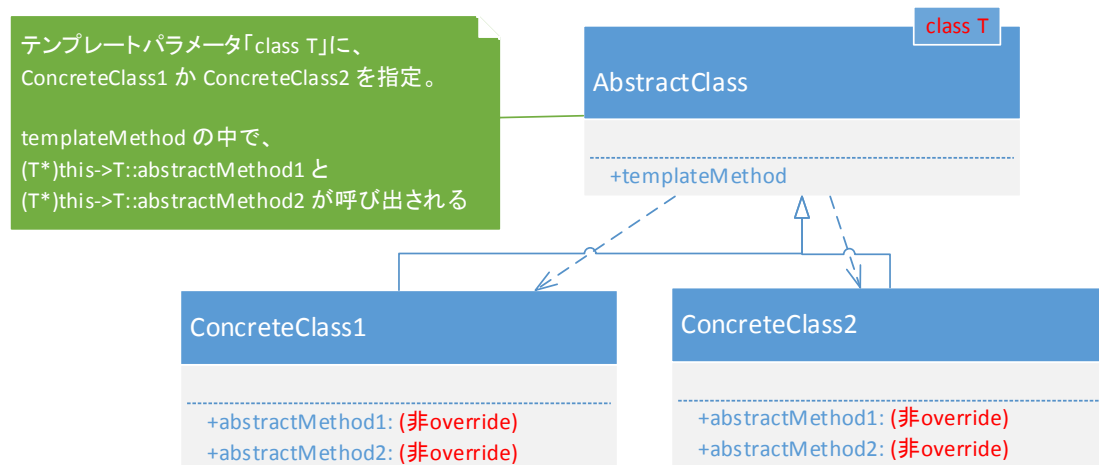 テンプレートパラメータ「class T」に、
ConcreteClass1 か ConcreteClass2 を指定。
templateMethod の中で、
(T*)this->T::abstractMethod1 と
(T*)this->T::abstractMethod2 が呼び出される
class T
AbstractClass
+templateMethod
ConcreteClass1
+abstractMethod1: (非override)
+abstractMethod2: (非override)
ConcreteClass2
+abstractMethod1: (非override)
+abstractMethod2: (非override)